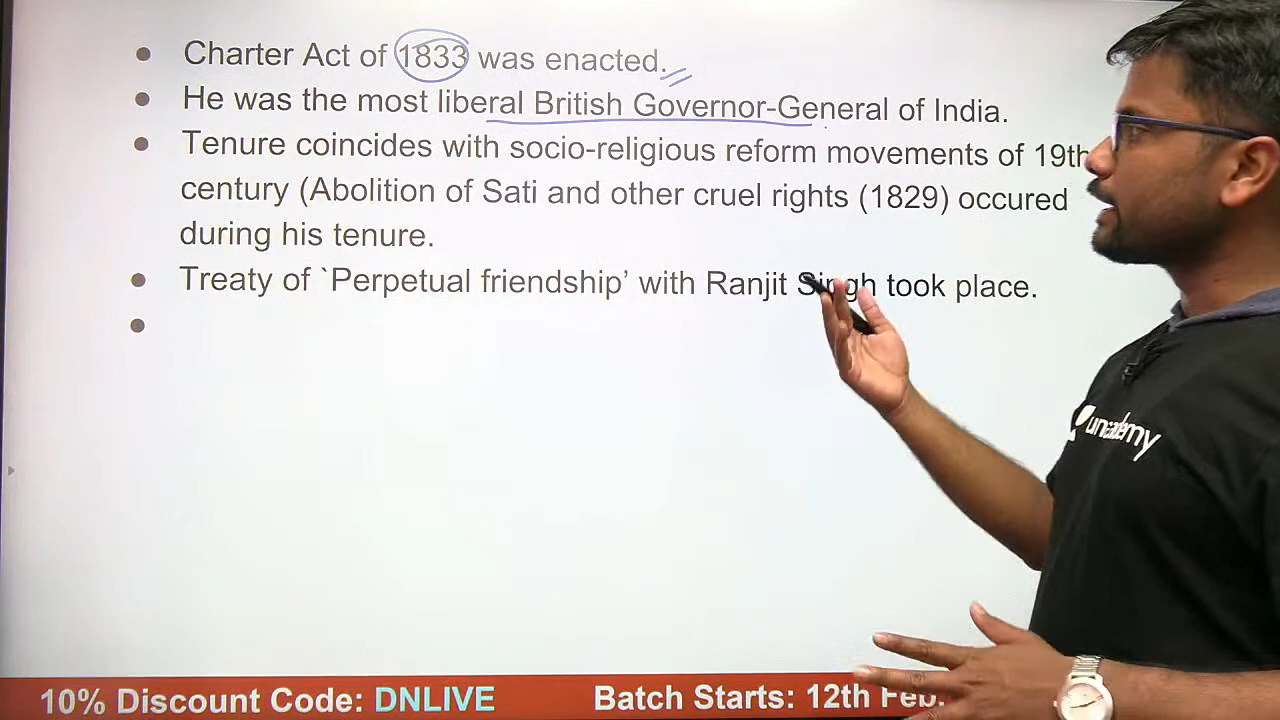 Charter Act of 1833 was enacted.
He was the most liberal British Governor-General of India.
Tenure coincides with socio-religious reform movements of 19th
century (Abolition of Sati and other cruel rights (1829) occured
during his tenure.
Treaty of `Perpetual friendship’ with Ranjit Singh took place.
unacademy
10% Discount Code: DNLIVE
Batch Starts: 12th Feb.